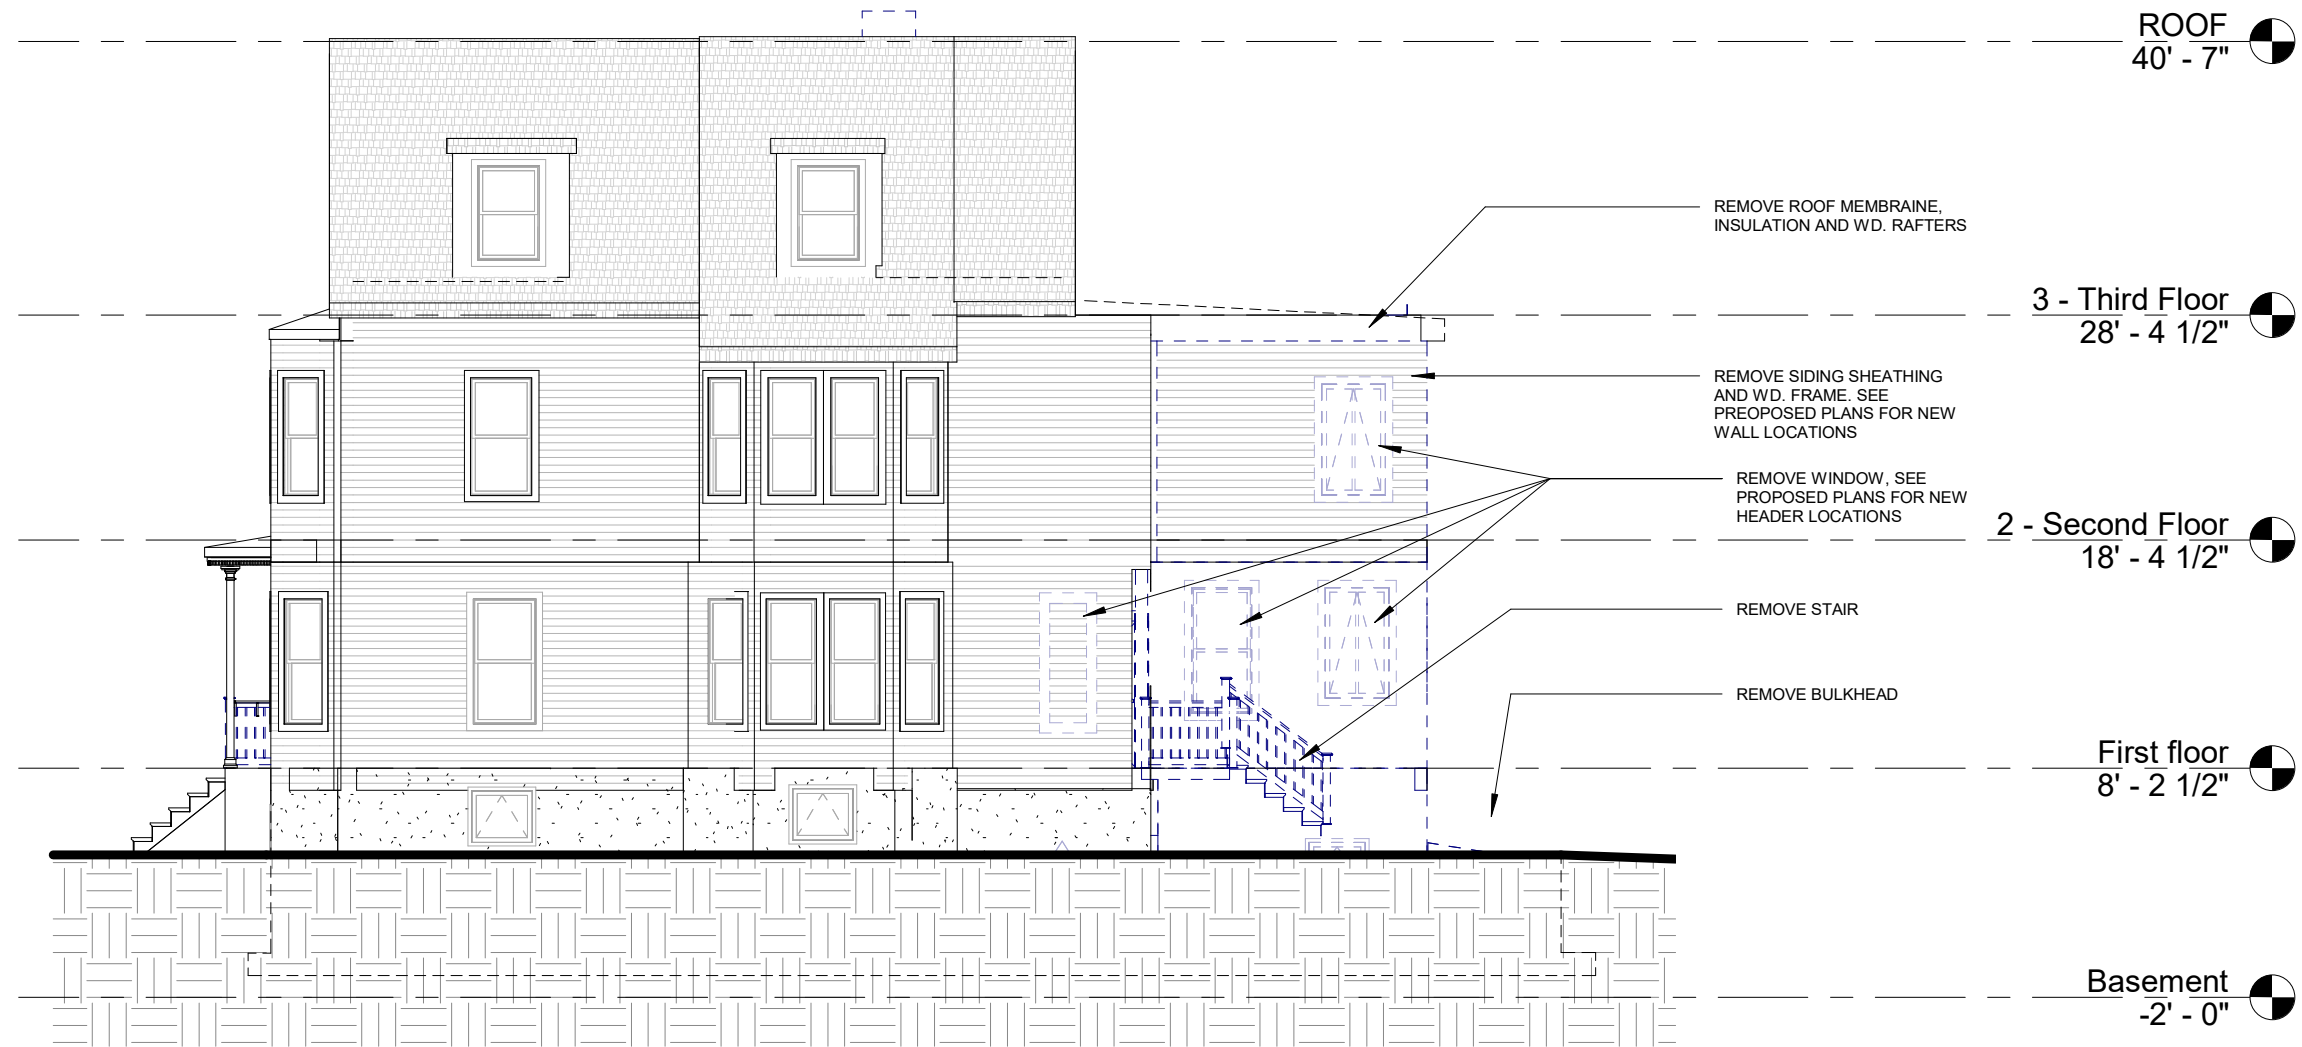 ROOF
40' - 7"
REMOVE ROOF MEMBRAINE,
INSULATION AND WD. RAFTERS
3 - Third Floor
28' - 4 1/2"
REMOVE SIDING SHEATHING
AND WD. FRAME. SEE
PREOPOSED PLANS FOR NEW
WALL LOCATIONS
REMOVE WINDOW, SEE
PROPOSED PLANS FOR NEW
HEADER LOCATIONS
2 - Second Floor
18' - 4 1/2"
REMOVE STAIR
REMOVE BULKHEAD
First floor
8' - 2 1/2"
Basement
-2' - 0"